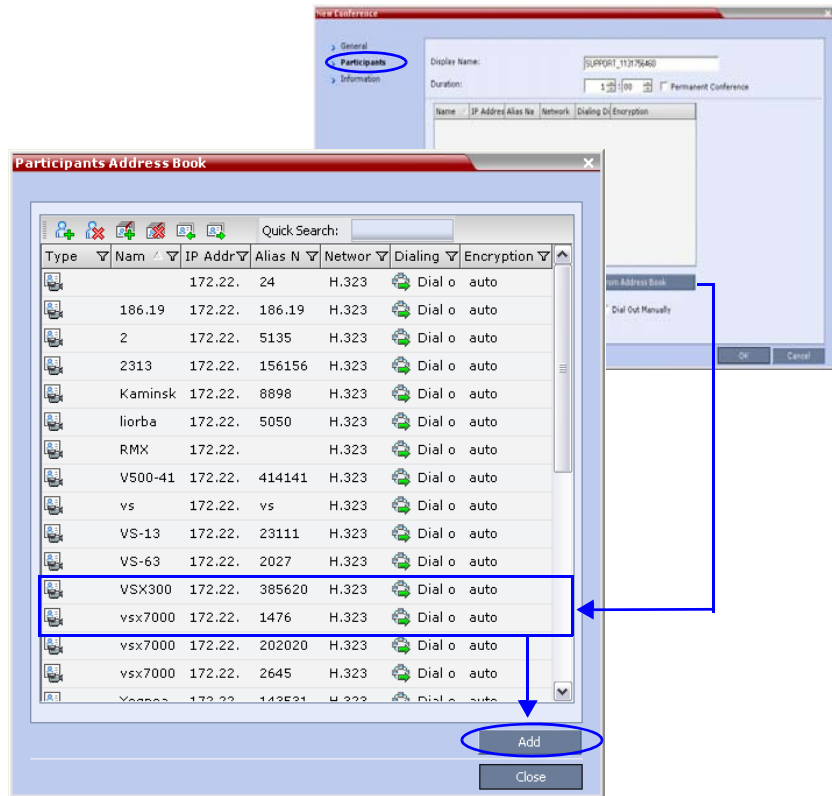 New Conference
General
Participants
Information
Display Name:
SUPPORT_1131756460
Duration:
1 : 00
Permanent Conference
Name IP Addres Alias Na Network Dialing Di Encryption
from Address Book
Dial Out Manually
OK Cancel
Participants Address Book
Quick Search:
Type Nam IP Addr Alias N Networ Dialing Encryption
172.22. 24 H.323 Dial o auto
186.19 172.22. 186.19 H.323 Dial o auto
2 172.22. 5135 H.323 Dial o auto
2313 172.22. 156156 H.323 Dial o auto
Kaminsk 172.22. 8898 H.323 Dial o auto
liorba 172.22. 5050 H.323 Dial o auto
RMX 172.22. H.323 Dial o auto
V500-41 172.22. 414141 H.323 Dial o auto
vs 172.22. vs H.323 Dial o auto
VS-13 172.22. 23111 H.323 Dial o auto
VS-63 172.22. 2027 H.323 Dial o auto
VSX300 172.22. 385620 H.323 Dial o auto
vsx7000 172.22. 1476 H.323 Dial o auto
vsx7000 172.22. 202020 H.323 Dial o auto
vsx7000 172.22. 2645 H.323 Dial o auto
172.22. 143531 H.323 Dial o auto
Add
Close